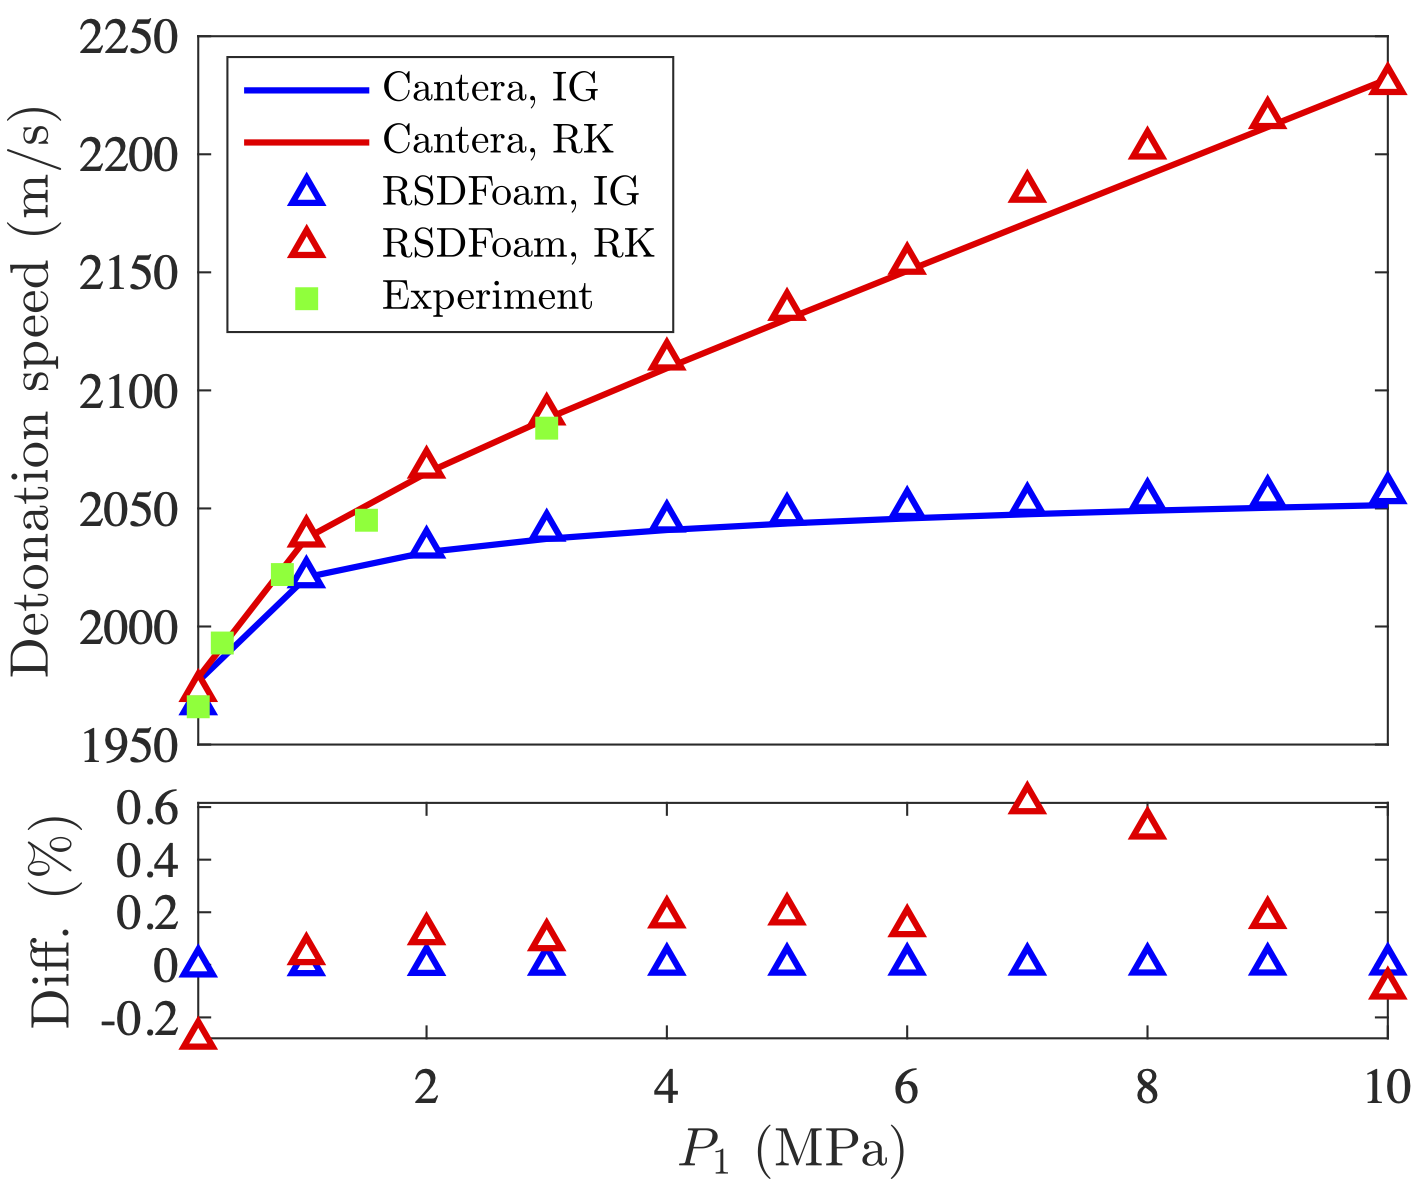 2250
2200
2150
2100
2050
2000
1950
Detonation speed (m/s)
Cantera, IG
Cantera, RK
RSDFoam, IG
RSDFoam, RK
Experiment
0.6
0.4
0.2
0
-0.2
Diff. (%)
2 4 6 8 10
P₁ (MPa)